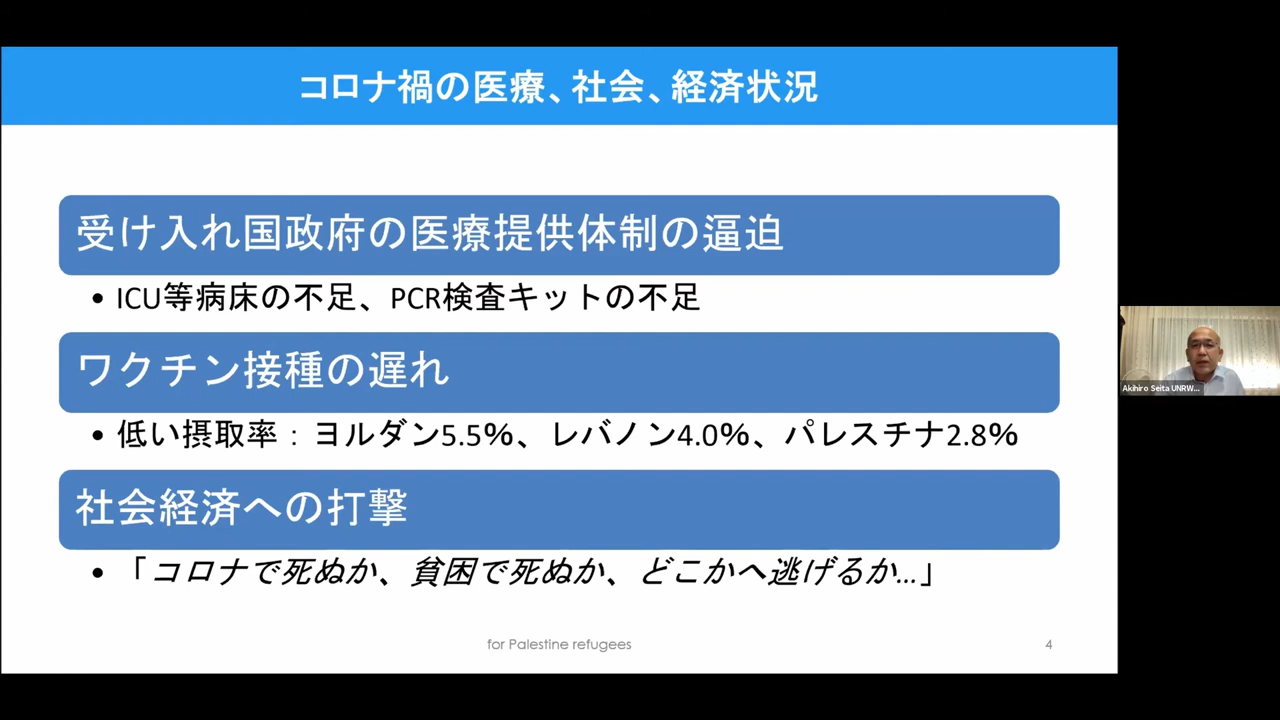 コロナ禍の医療、社会、経済状況
受け入れ国政府の医療提供体制の逼迫
• ICU等病床の不足、PCR検査キットの不足
ワクチン接種の遅れ
• 低い摂取率：ヨルダン5.5%、レバノン4.0%、パレスチナ2.8%
社会経済への打撃
• 「コロナで死ぬか、貧困で死ぬか、どこかへ逃げるか…」
for Palestine refugees
4
Akihiro Seita UNRW...